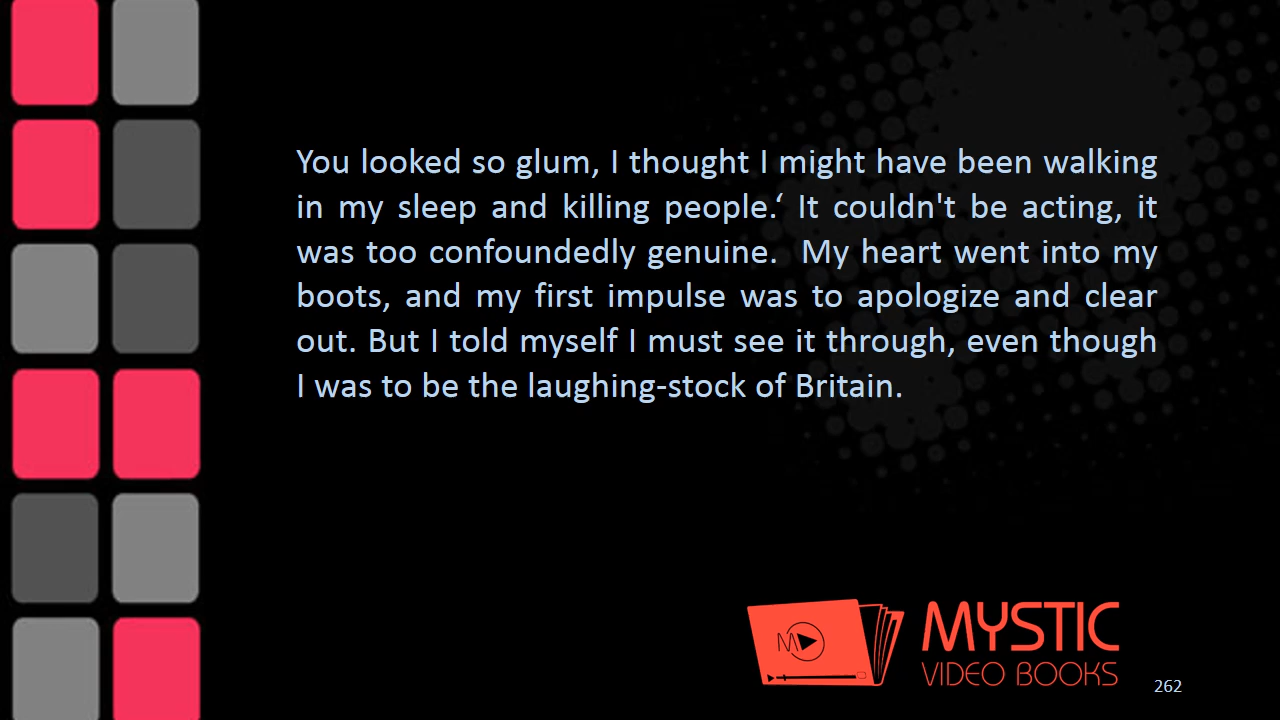 You looked so glum, I thought I might have been walking
in my sleep and killing people.‘ It couldn't be acting, it
was too confoundedly genuine.  My heart went into my
boots, and my first impulse was to apologize and clear
out. But I told myself I must see it through, even though
I was to be the laughing-stock of Britain.
MYSTIC
VIDEO BOOKS
262